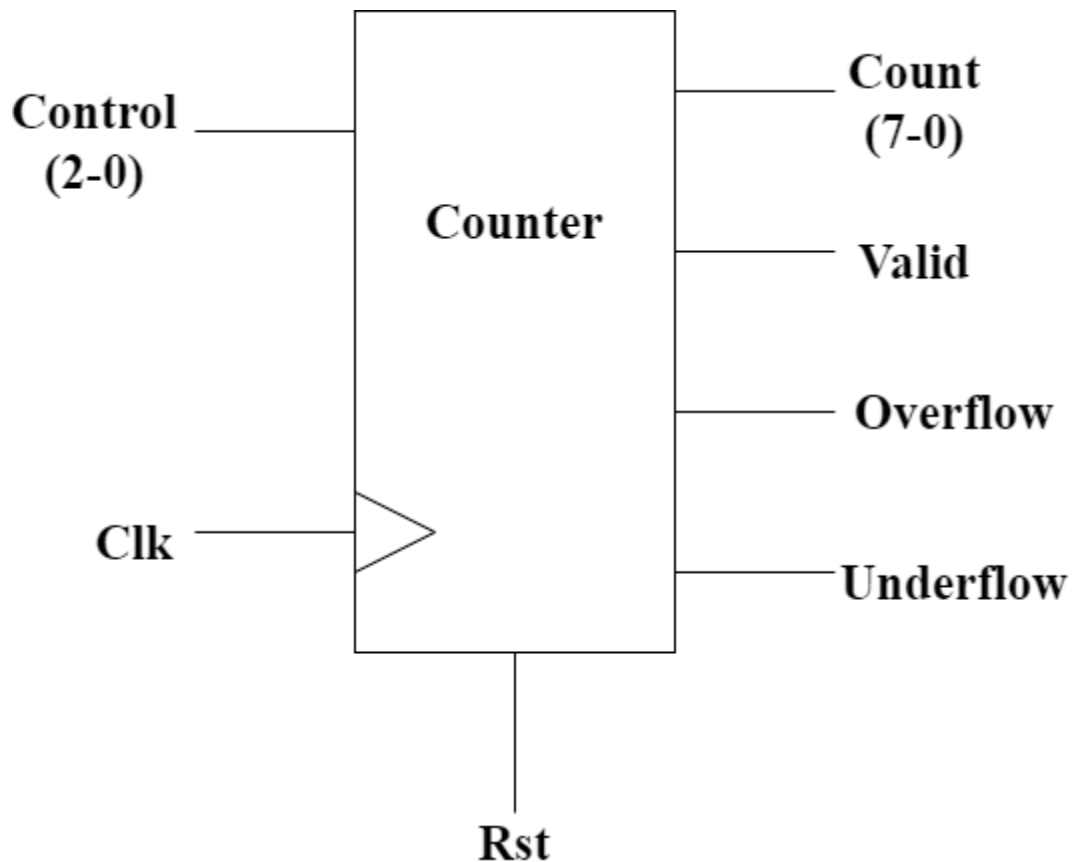 Control
(2-0)
Clk
Counter
Count
(7-0)
Valid
Overflow
Underflow
Rst